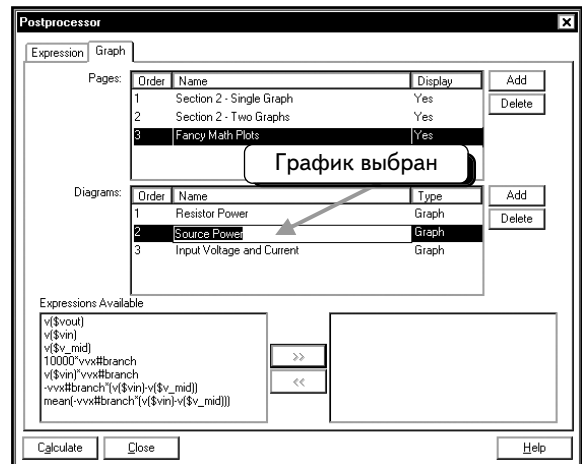 Postprocessor
Expression Graph
Pages:
Order Name Display
1 Section 2 - Single Graph Yes
2 Section 2 - Two Graphs Yes
3 Fancy Math Plots Yes
Add
Delete
График выбран
Diagrams:
Order Name Type
1 Resistor Power Graph
2 Source Power Graph
3 Input Voltage and Current Graph
Add
Delete
Expressions Available
v($vout)
v($vin)
v($v_mid)
10000*vvx#branch
v($vin)*vvx#branch
-vvx#branch*(v($vin)-v($v_mid))
mean(-vvx#branch*(v($vin)-v($v_mid)))
>>
<<
Calculate Close Help